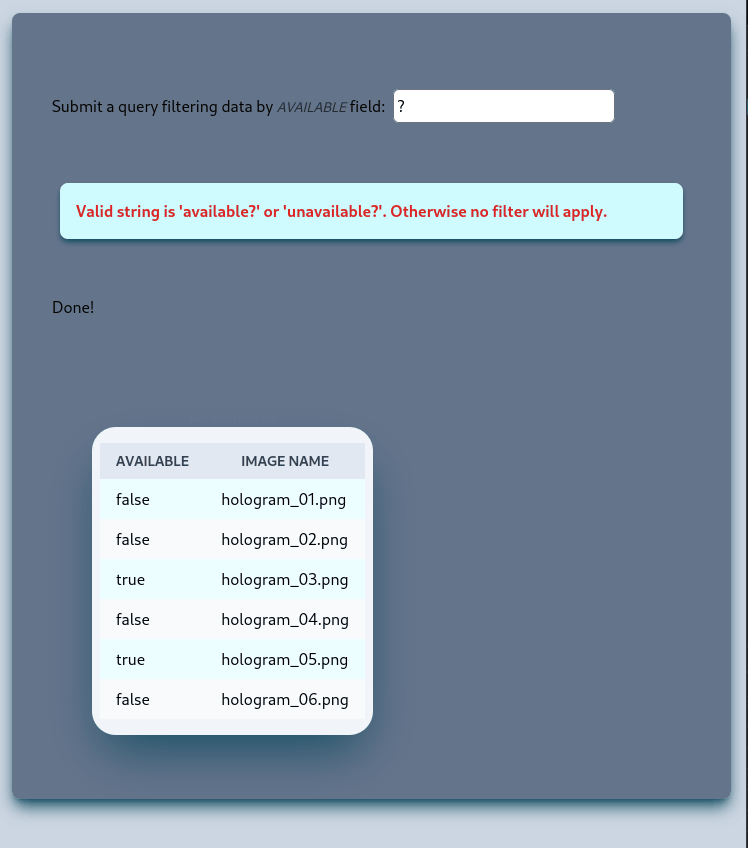 Submit a query filtering data by AVAILABLE field: ?
Valid string is 'available?' or 'unavailable?'. Otherwise no filter will apply.
Done!
AVAILABLE IMAGE NAME
false hologram_01.png
false hologram_02.png
true hologram_03.png
false hologram_04.png
true hologram_05.png
false hologram_06.png